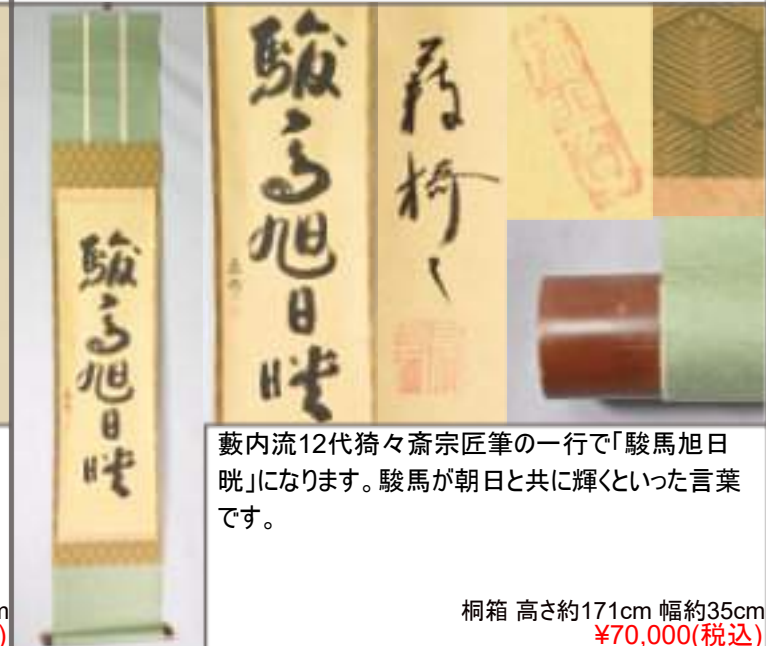 駿馬旭日晄
駿馬旭日晄
藪内流12代猗々斎宗匠筆の一行で「駿馬旭日
晄」になります。駿馬が朝日と共に輝くといった言葉
です。
桐箱 高さ約171cm 幅約35cm
¥70,000(税込)
m
)